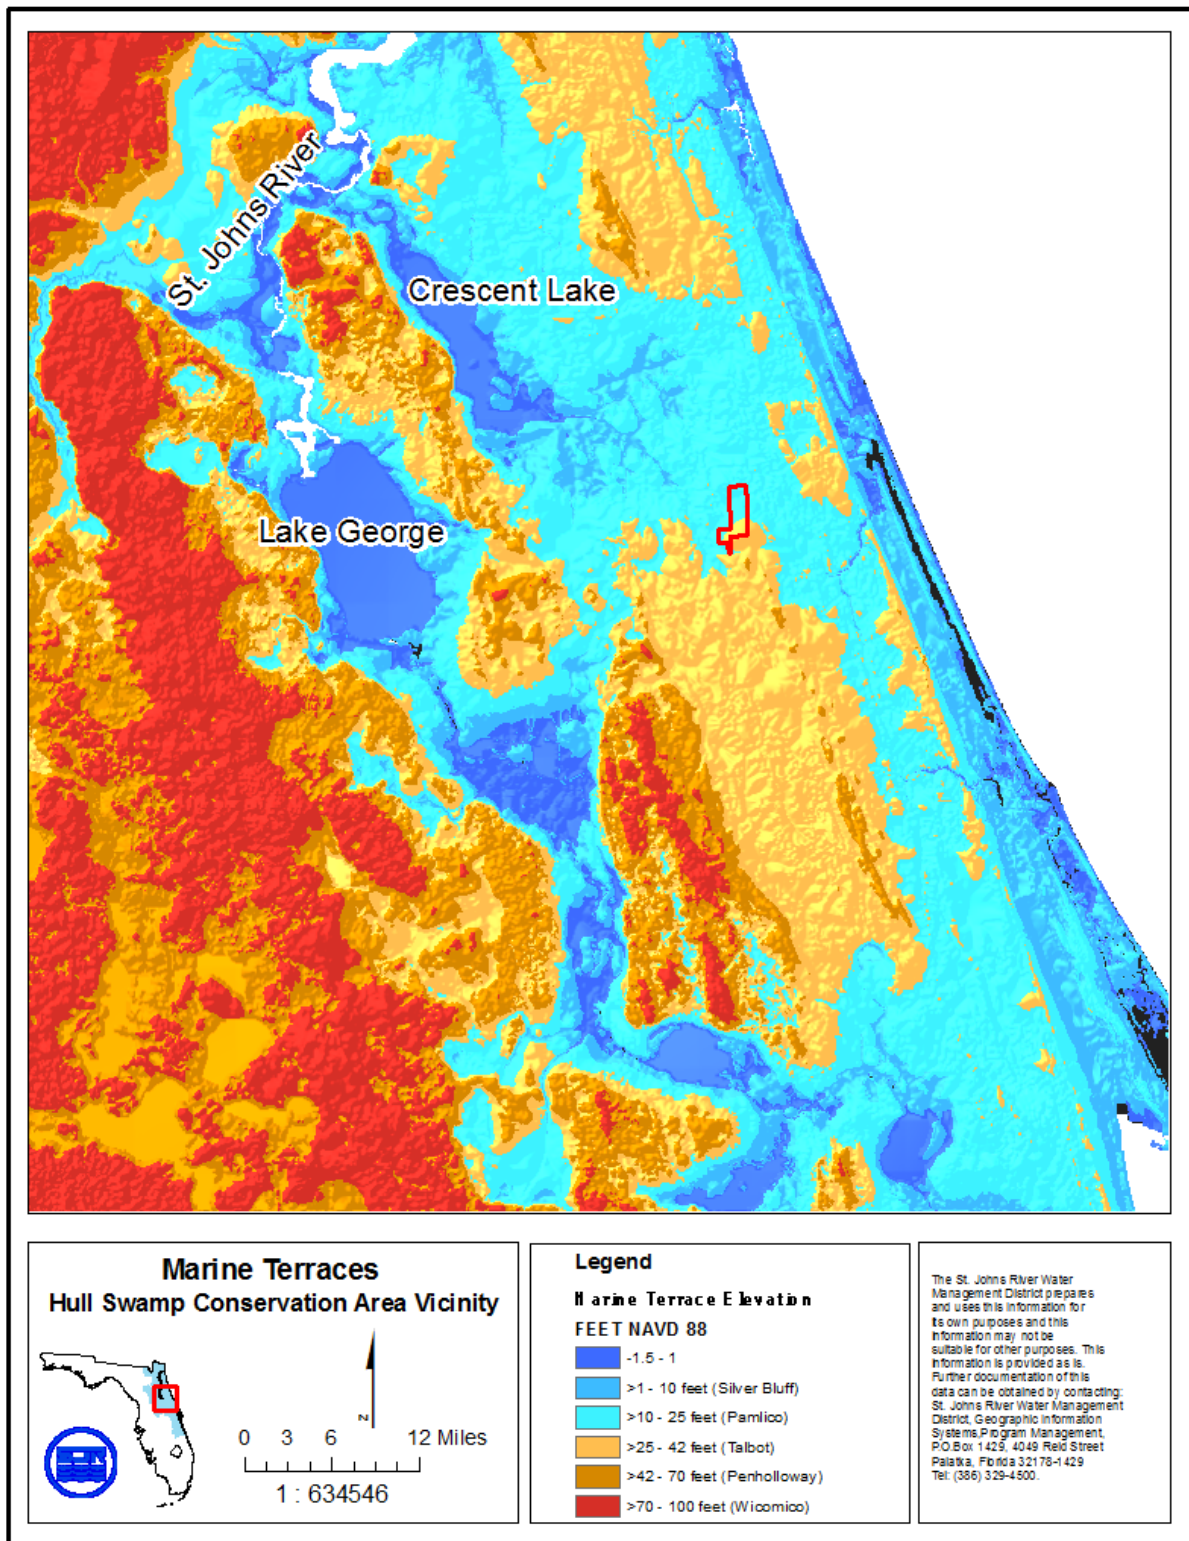 St. Johns River
Crescent Lake
Lake George
Marine Terraces
Hull Swamp Conservation Area Vicinity
N
0 3 6 12 Miles
1 : 634546
Legend
Marine Terrace Elevation
FEET NAVD 88
-1.5 - 1
>1 - 10 feet (Silver Bluff)
>10 - 25 feet (Pamlico)
>25 - 42 feet (Talbot)
>42 - 70 feet (Penholloway)
>70 - 100 feet (Wicomico)
The St. Johns River Water
Management District prepares
and uses this information for
its own purposes and this
information may not be
suitable for other purposes. This
information is provided as is.
Further documentation of this
data can be obtained by contacting:
St. Johns River Water Management
District, Geographic Information
Systems, Program Management,
P.O. Box 1429, 4049 Reid Street
Palatka, Florida 32178-1429
Tel: (386) 329-4500.